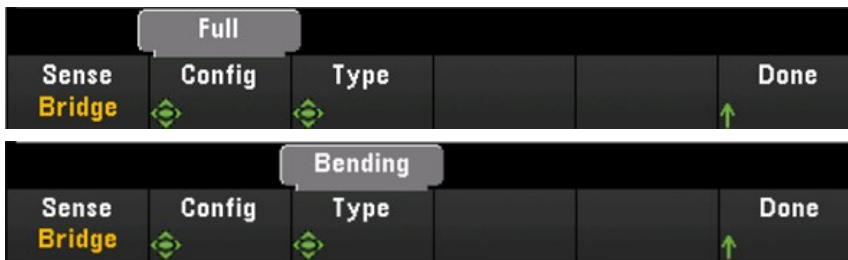 Full
Sense Config Type Done
Bridge
Bending
Sense Config Type Done
Bridge